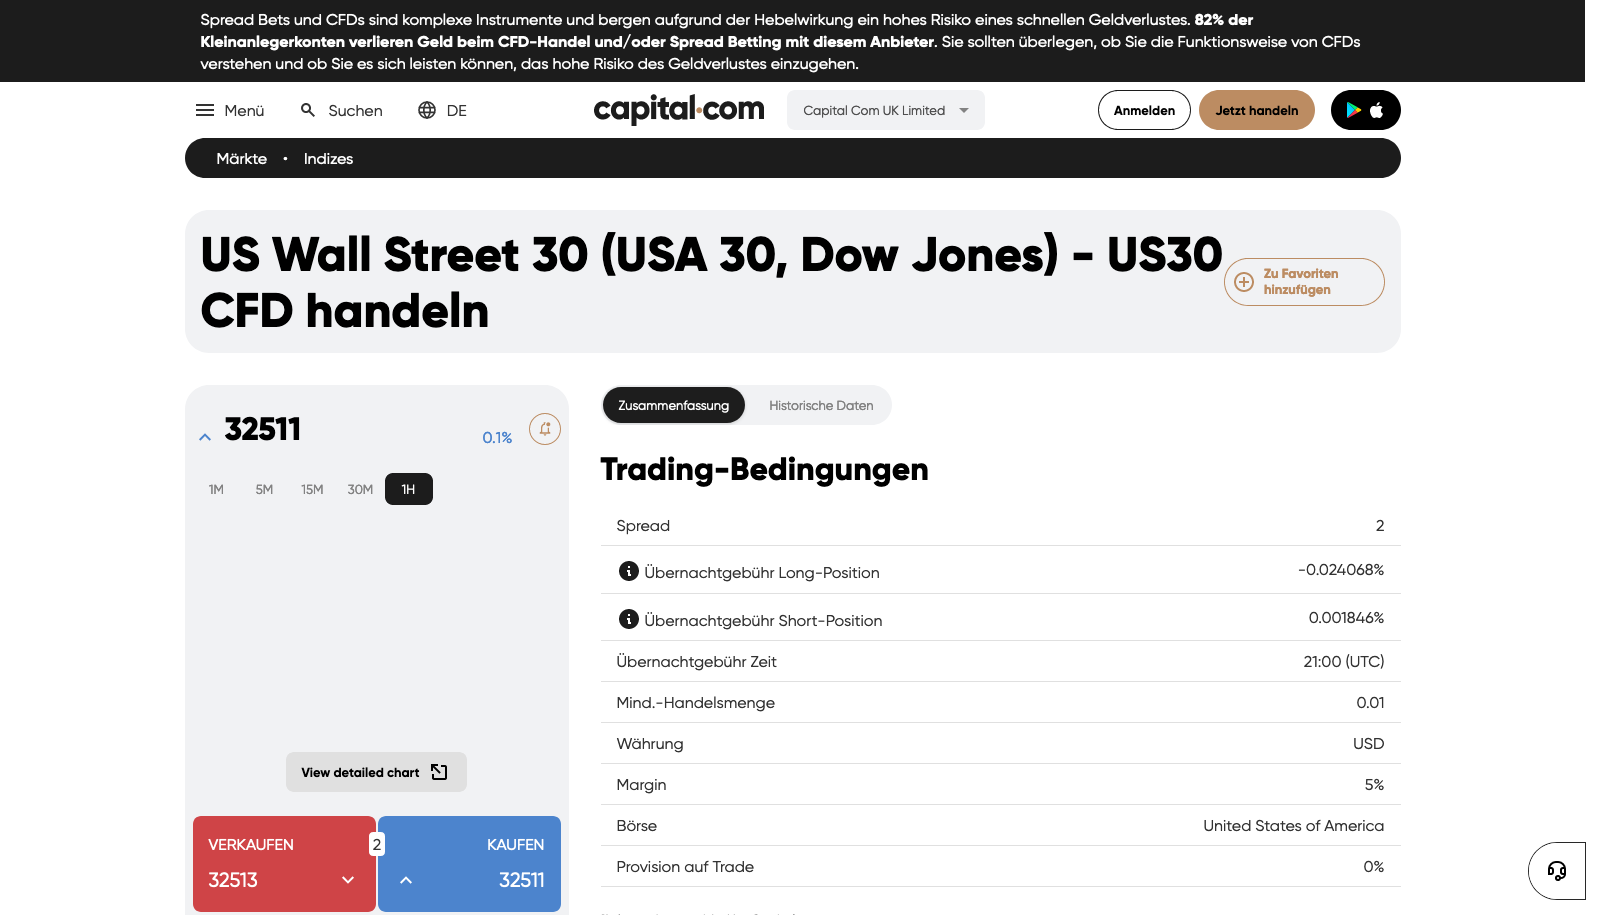 Spread Bets und CFDs sind komplexe Instrumente und bergen aufgrund der Hebelwirkung ein hohes Risiko eines schnellen Geldverlustes. 82% der
Kleinanlegerkonten verlieren Geld beim CFD-Handel und/oder Spread Betting mit diesem Anbieter. Sie sollten überlegen, ob Sie die Funktionsweise von CFDs
verstehen und ob Sie es sich leisten können, das hohe Risiko des Geldverlustes einzugehen.
Menü Suchen DE capital.com Capital Com UK Limited Anmelden Jetzt handeln
Märkte • Indizes
US Wall Street 30 (USA 30, Dow Jones) - US30
CFD handeln
Zu Favoriten
hinzufügen
32511 0.1%
1M 5M 15M 30M 1H
View detailed chart
VERKAUFEN 2 KAUFEN
32513 32511
Zusammenfassung Historische Daten
Trading-Bedingungen
Spread 2
Übernachtgebühr Long-Position -0.024068%
Übernachtgebühr Short-Position 0.001846%
Übernachtgebühr Zeit 21:00 (UTC)
Mind.-Handelsmenge 0.01
Währung USD
Margin 5%
Börse United States of America
Provision auf Trade 0%